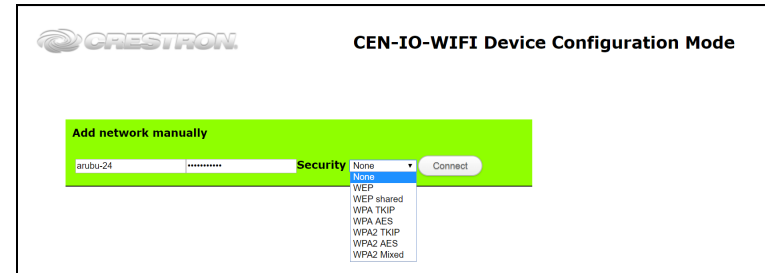 CRESTRON.
CEN-IO-WIFI Device Configuration Mode
Add network manually
arubu-24 ••••••••••• Security None Connect
None
WEP
WEP shared
WPA TKIP
WPA AES
WPA2 TKIP
WPA2 AES
WPA2 Mixed